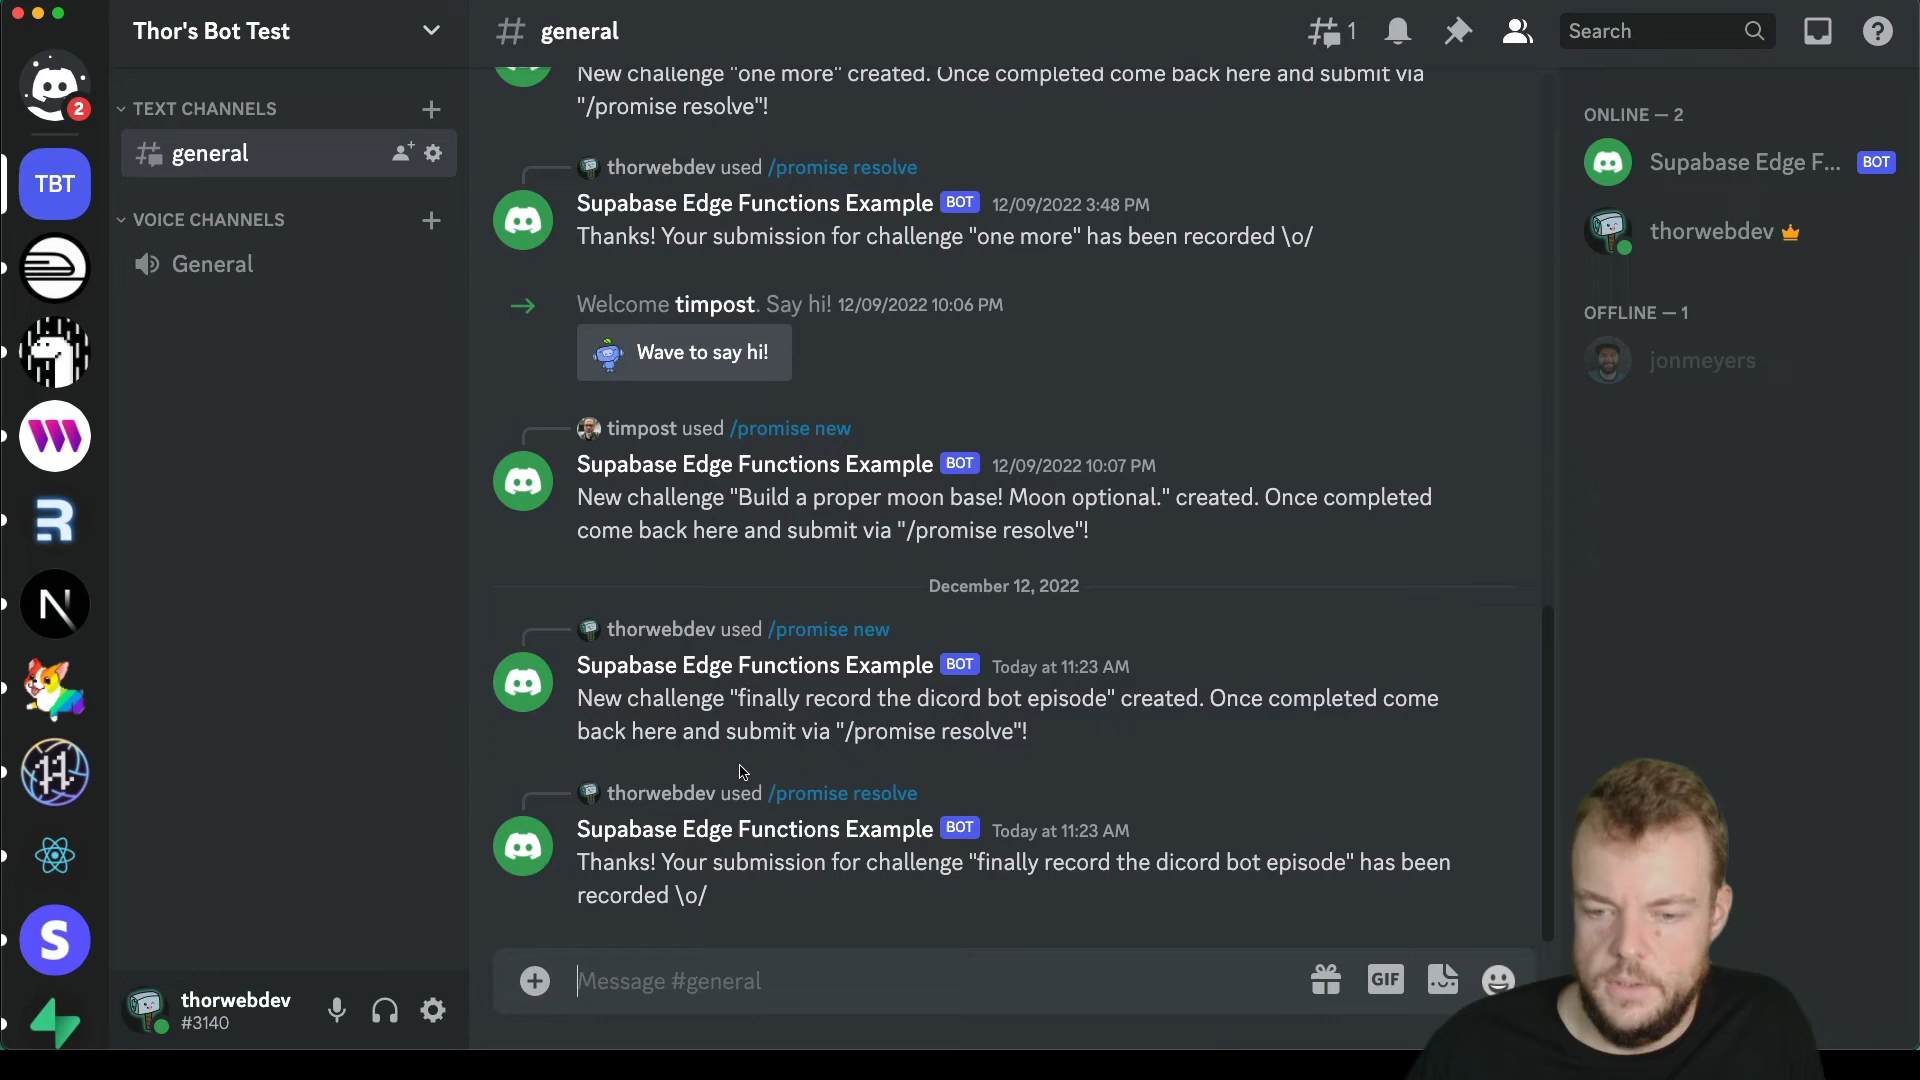 Thor's Bot Test
# general
1
Search
2
TEXT CHANNELS
general
TBT
VOICE CHANNELS
General
N
S
thorwebdev
#3140
New challenge "one more" created. Once completed come back here and submit via
"/promise resolve"!
thorwebdev used /promise resolve
Supabase Edge Functions Example BOT 12/09/2022 3:48 PM
Thanks! Your submission for challenge "one more" has been recorded \o/
Welcome timpost. Say hi! 12/09/2022 10:06 PM
Wave to say hi!
timpost used /promise new
Supabase Edge Functions Example BOT 12/09/2022 10:07 PM
New challenge "Build a proper moon base! Moon optional." created. Once completed
come back here and submit via "/promise resolve"!
December 12, 2022
thorwebdev used /promise new
Supabase Edge Functions Example BOT Today at 11:23 AM
New challenge "finally record the dicord bot episode" created. Once completed come
back here and submit via "/promise resolve"!
thorwebdev used /promise resolve
Supabase Edge Functions Example BOT Today at 11:23 AM
Thanks! Your submission for challenge "finally record the dicord bot episode" has been
recorded \o/
Message #general
GIF
ONLINE — 2
Supabase Edge F... BOT
thorwebdev
OFFLINE — 1
jonmeyers